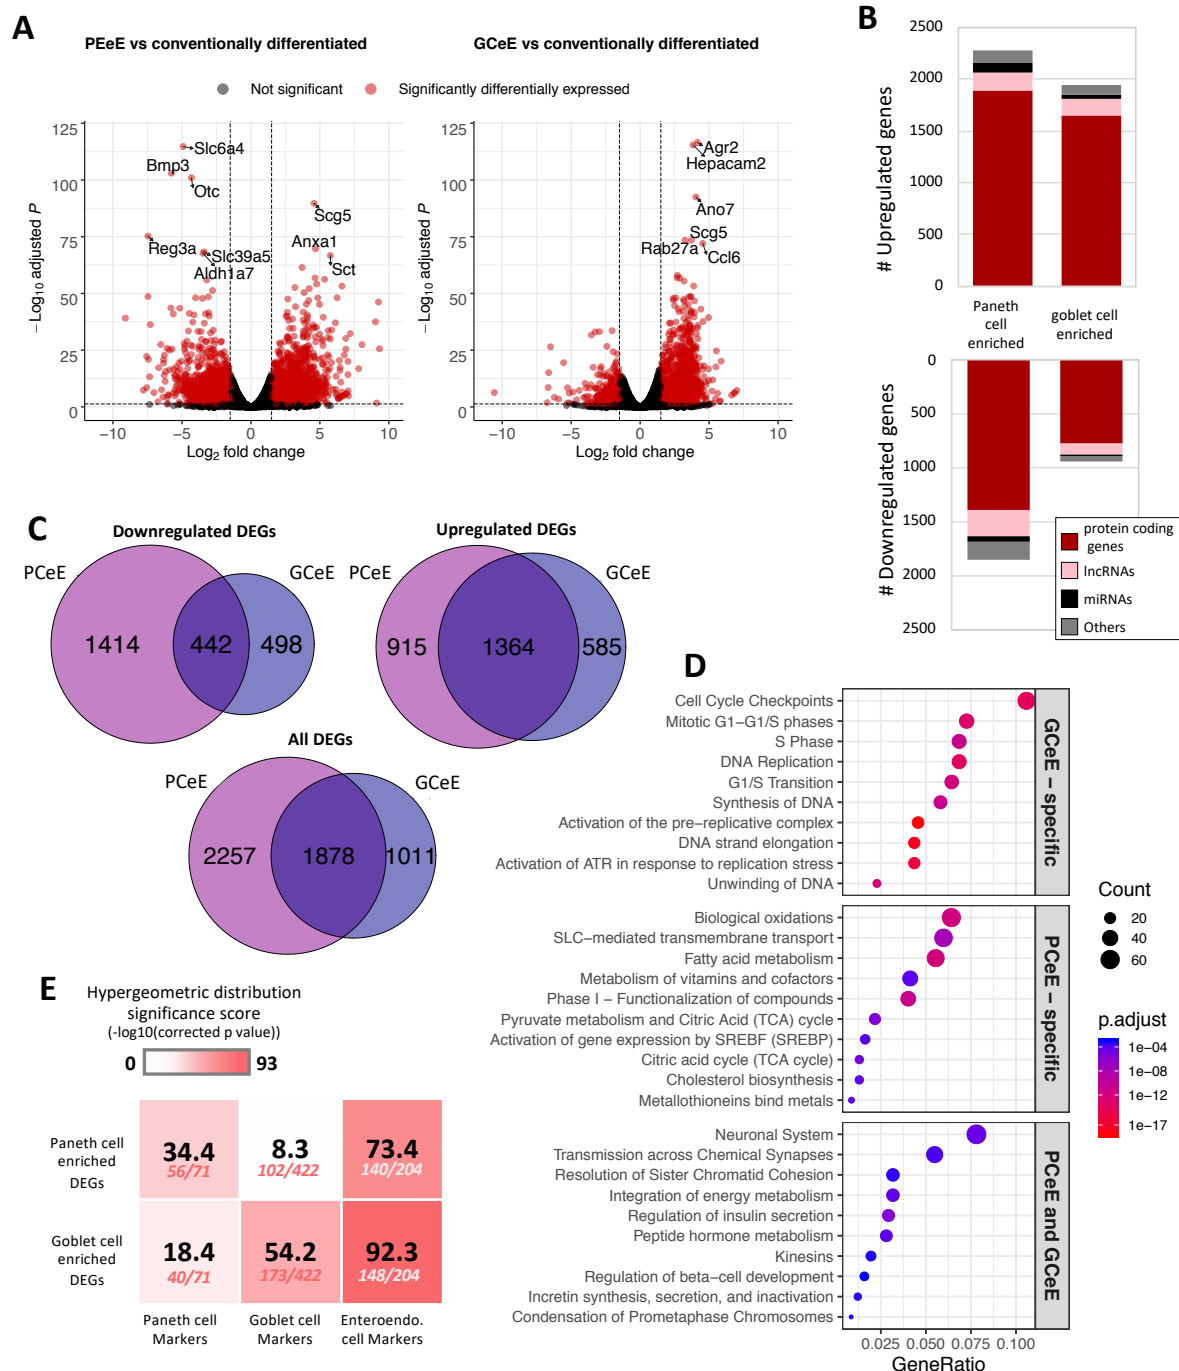 A
PEeE vs conventionally differentiated
GCeE vs conventionally differentiated
Not significant
Significantly differentially expressed
−Log10 adjusted P
125
100
75
50
25
0
Slc6a4
Bmp3
Otc
Scg5
Reg3a
Slc39a5
Aldh1a7
Anxa1
Sct
−10
−5
0
5
10
Log2 fold change
−Log10 adjusted P
125
100
75
50
25
0
Agr2
Hepacam2
Ano7
Scg5
Rab27a
Ccl6
−10
−5
0
5
10
Log2 fold change
B
# Upregulated genes
2500
2000
1500
1000
500
0
Paneth
cell
enriched
goblet cell
enriched
# Downregulated genes
0
500
1000
1500
2000
2500
protein coding
genes
lncRNAs
miRNAs
Others
C
Downregulated DEGs
PCeE
GCeE
1414
442
498
Upregulated DEGs
PCeE
GCeE
915
1364
585
All DEGs
PCeE
GCeE
2257
1878
1011
D
Cell Cycle Checkpoints
Mitotic G1−G1/S phases
S Phase
DNA Replication
G1/S Transition
Synthesis of DNA
Activation of the pre-replicative complex
DNA strand elongation
Activation of ATR in response to replication stress
Unwinding of DNA
GCeE − specific
Biological oxidations
SLC−mediated transmembrane transport
Fatty acid metabolism
Metabolism of vitamins and cofactors
Phase I − Functionalization of compounds
Pyruvate metabolism and Citric Acid (TCA) cycle
Activation of gene expression by SREBF (SREBP)
Citric acid cycle (TCA cycle)
Cholesterol biosynthesis
Metallothioneins bind metals
PCeE − specific
Neuronal System
Transmission across Chemical Synapses
Resolution of Sister Chromatid Cohesion
Integration of energy metabolism
Regulation of insulin secretion
Peptide hormone metabolism
Kinesins
Regulation of beta−cell development
Incretin synthesis, secretion, and inactivation
Condensation of Prometaphase Chromosomes
PCeE and GCeE
0.025
0.050
0.075
0.100
GeneRatio
Count
20
40
60
p.adjust
1e−04
1e−08
1e−12
1e−17
E
Hypergeometric distribution
significance score
(-log10(corrected p value))
0
93
Paneth cell
enriched
DEGs
34.4
56/71
8.3
102/422
73.4
140/204
Goblet cell
enriched
DEGs
18.4
40/71
54.2
173/422
92.3
148/204
Paneth cell
Markers
Goblet cell
Markers
Enteroendo.
cell Markers